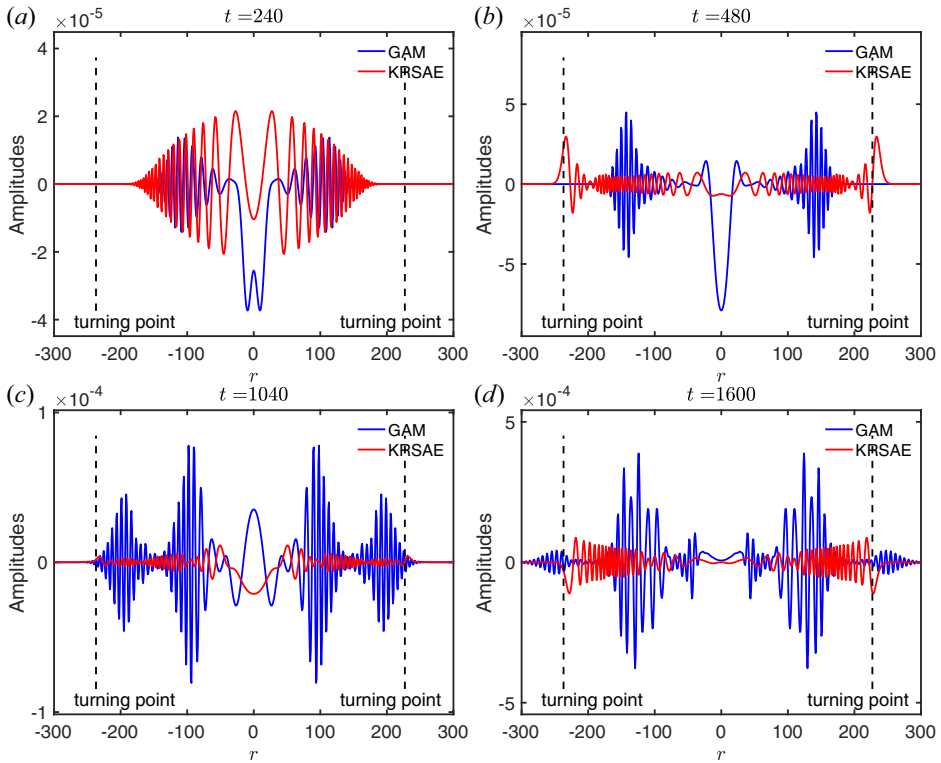 (a)
×10⁻⁵
t = 240
4
2
0
-2
-4
Amplitudes
GAM
KRSAE
turning point
turning point
-300 -200 -100 0 100 200 300
r
(b)
×10⁻⁵
t = 480
5
0
-5
Amplitudes
GAM
KRSAE
turning point
turning point
-300 -200 -100 0 100 200 300
r
(c)
×10⁻⁴
t = 1040
1
0
-1
Amplitudes
GAM
KRSAE
turning point
turning point
-300 -200 -100 0 100 200 300
r
(d)
×10⁻⁴
t = 1600
5
0
-5
Amplitudes
GAM
KRSAE
turning point
turning point
-300 -200 -100 0 100 200 300
r